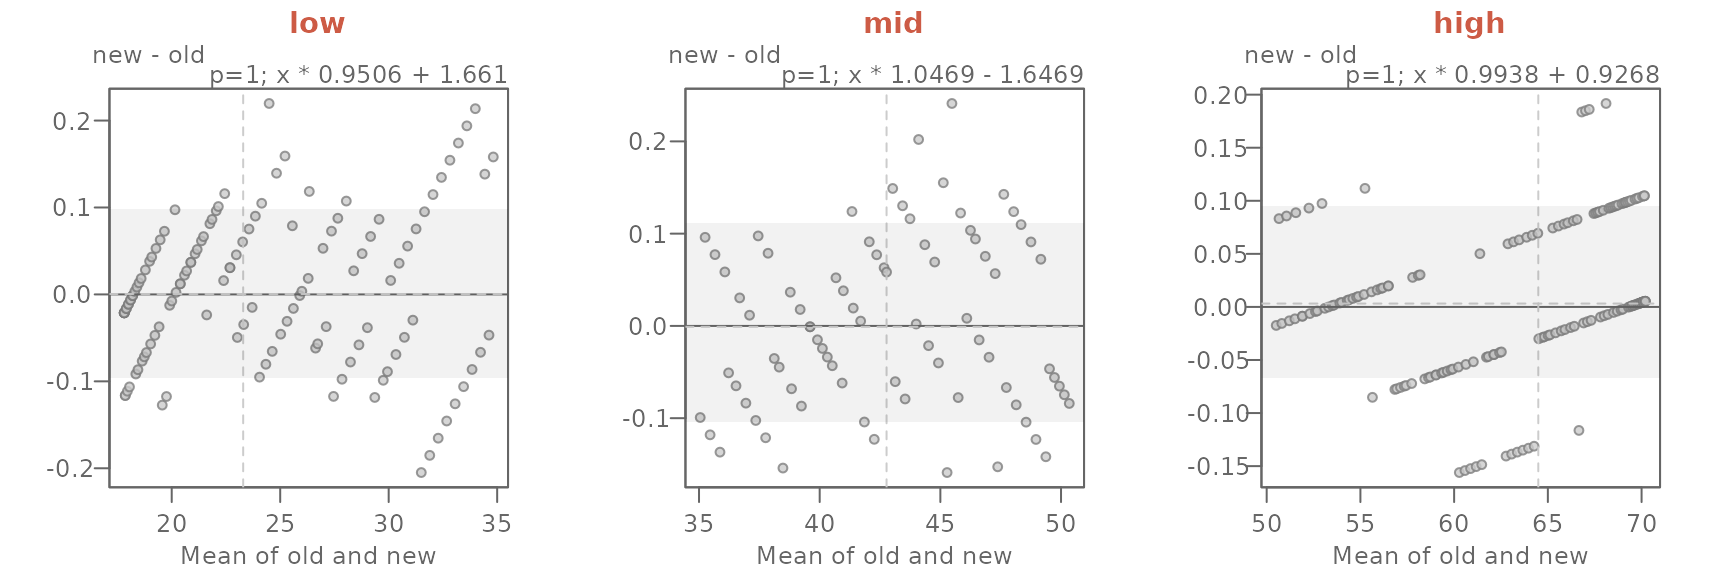 low
new - old
p=1; x * 0.9506 + 1.661
0.2
0.1
0.0
-0.1
-0.2
20 25 30 35
Mean of old and new
mid
new - old
p=1; x * 1.0469 - 1.6469
0.2
0.1
0.0
-0.1
35 40 45 50
Mean of old and new
high
new - old
p=1; x * 0.9938 + 0.9268
0.20
0.15
0.10
0.05
0.00
-0.05
-0.10
-0.15
50 55 60 65 70
Mean of old and new